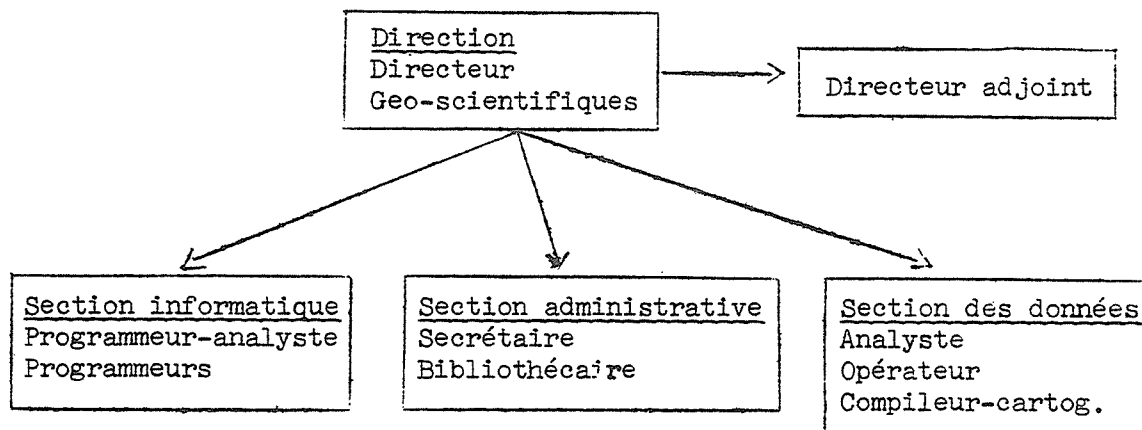 Direction
Directeur
Geo-scientifiques
Directeur adjoint
Section informatique
Programmeur-analyste
Programmeurs
Section administrative
Secrétaire
Bibliothécaire
Section des données
Analyste
Opérateur
Compileur-cartog.